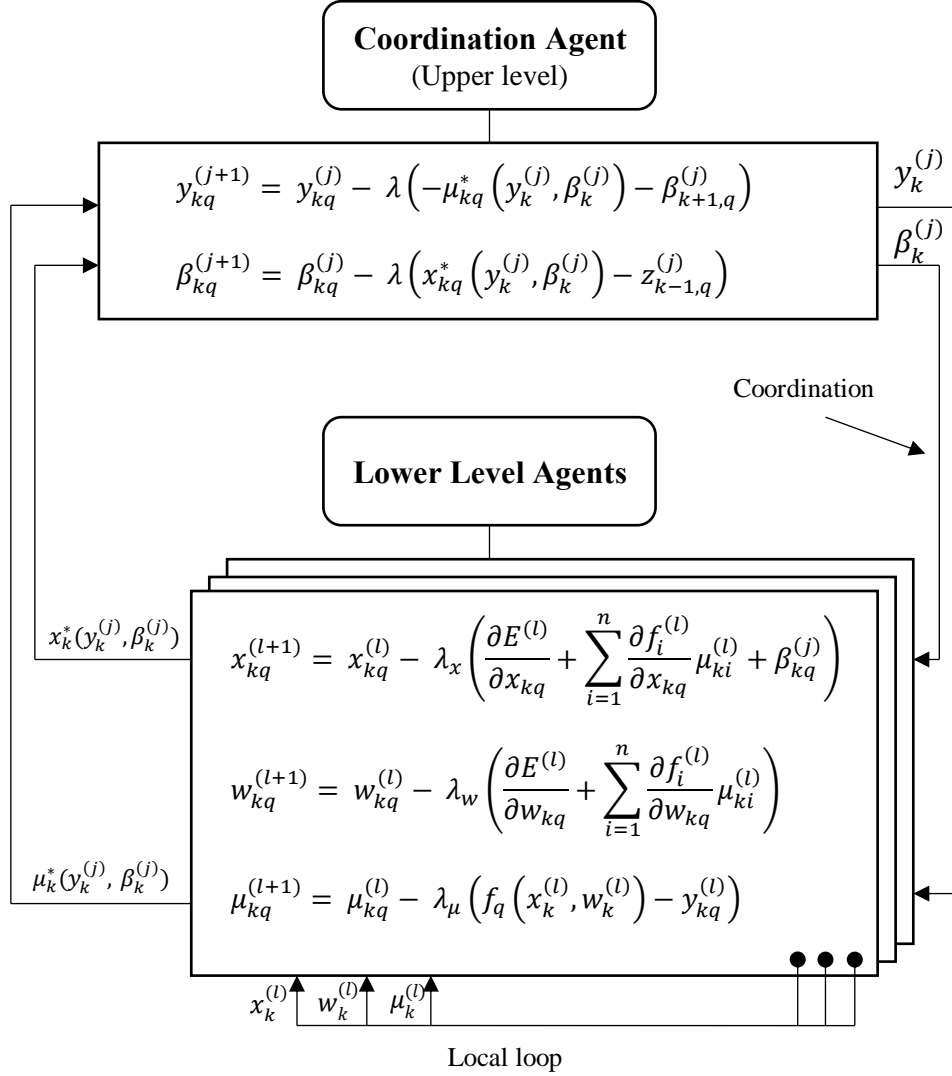 Coordination Agent
(Upper level)
y_{kq}^{(j+1)} = y_{kq}^{(j)} − λ(−μ_{kq}^{*}(y_k^{(j)}, β_k^{(j)}) − β_{k+1,q}^{(j)})
y_k^{(j)}
β_{kq}^{(j+1)} = β_{kq}^{(j)} − λ(x_{kq}^{*}(y_k^{(j)}, β_k^{(j)}) − z_{k−1,q}^{(j)})
β_k^{(j)}
Coordination
Lower Level Agents
x_k^{*}(y_k^{(j)}, β_k^{(j)})
x_{kq}^{(l+1)} = x_{kq}^{(l)} − λ_x(∂E^{(l)}/∂x_{kq} + ∑_{i=1}^{n} ∂f_i^{(l)}/∂x_{kq} μ_{ki}^{(l)} + β_{kq}^{(j)})
w_{kq}^{(l+1)} = w_{kq}^{(l)} − λ_w(∂E^{(l)}/∂w_{kq} + ∑_{i=1}^{n} ∂f_i^{(l)}/∂w_{kq} μ_{ki}^{(l)})
μ_k^{*}(y_k^{(j)}, β_k^{(j)})
μ_{kq}^{(l+1)} = μ_{kq}^{(l)} − λ_μ(f_q(x_k^{(l)}, w_k^{(l)}) − y_{kq}^{(l)})
x_k^{(l)} w_k^{(l)} μ_k^{(l)}
Local loop